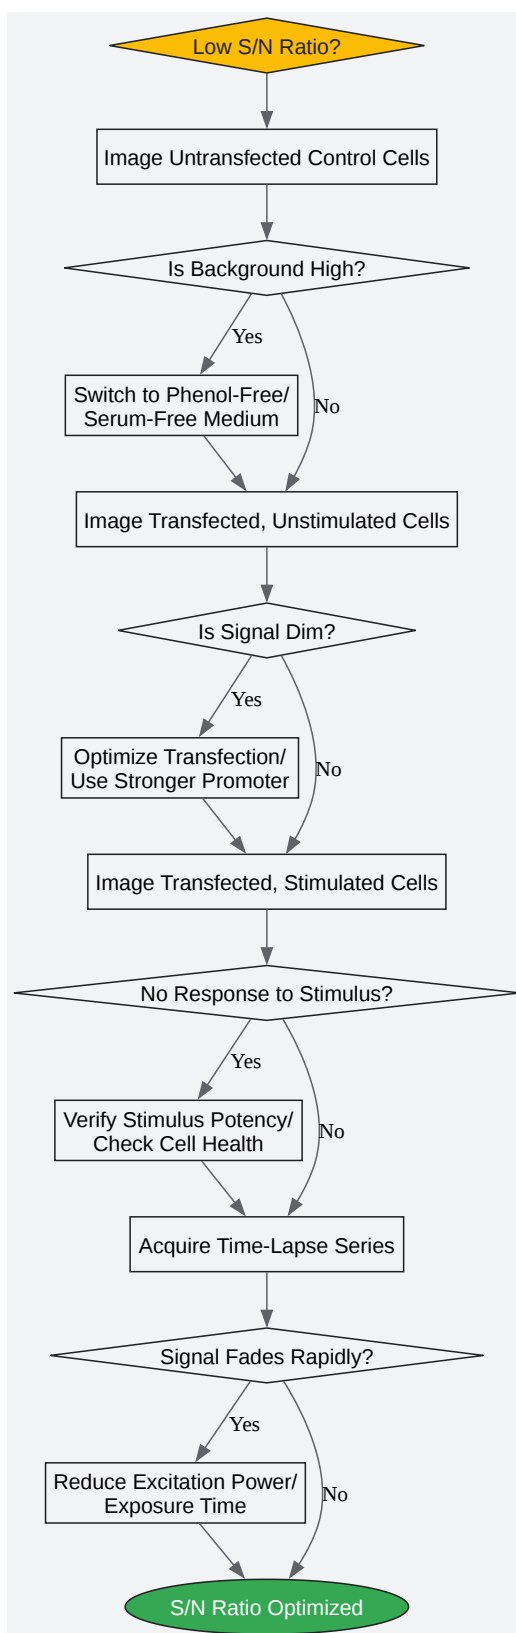 Low S/N Ratio?
Image Untransfected Control Cells
Is Background High?
Yes
Switch to Phenol-Free/
Serum-Free Medium
No
Image Transfected, Unstimulated Cells
Is Signal Dim?
Yes
Optimize Transfection/
Use Stronger Promoter
No
Image Transfected, Stimulated Cells
No Response to Stimulus?
Yes
Verify Stimulus Potency/
Check Cell Health
No
Acquire Time-Lapse Series
Signal Fades Rapidly?
Yes
Reduce Excitation Power/
Exposure Time
No
S/N Ratio Optimized